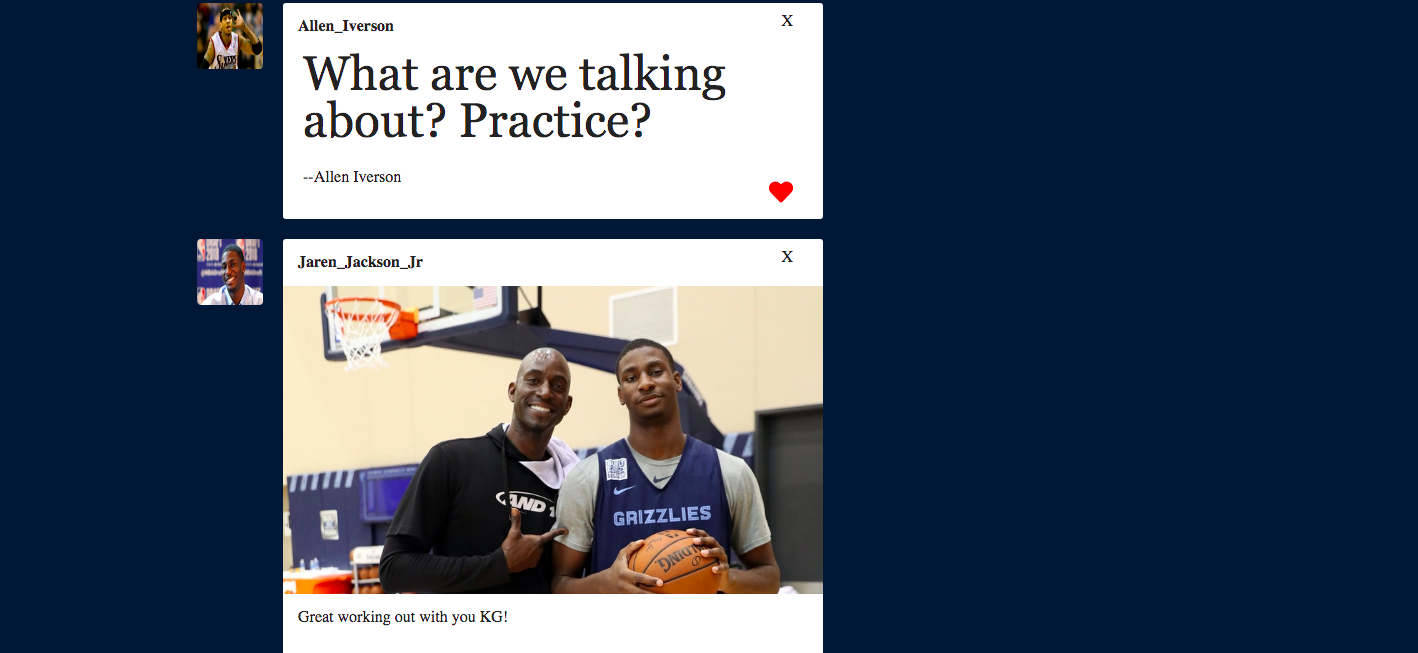 Allen_Iverson
X
What are we talking
about? Practice?
--Allen Iverson
Jaren_Jackson_Jr
X
AND 1
GRIZZLIES
SPALDING
Great working out with you KG!